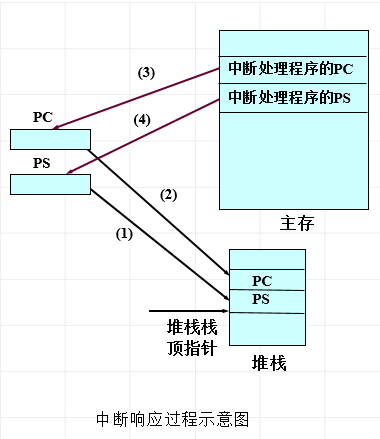 (3)
中断处理程序的PC
中断处理程序的PS
PC
(4)
PS
(2)
(1)
主存
PC
PS
堆栈栈
顶指针
堆栈
中断响应过程示意图